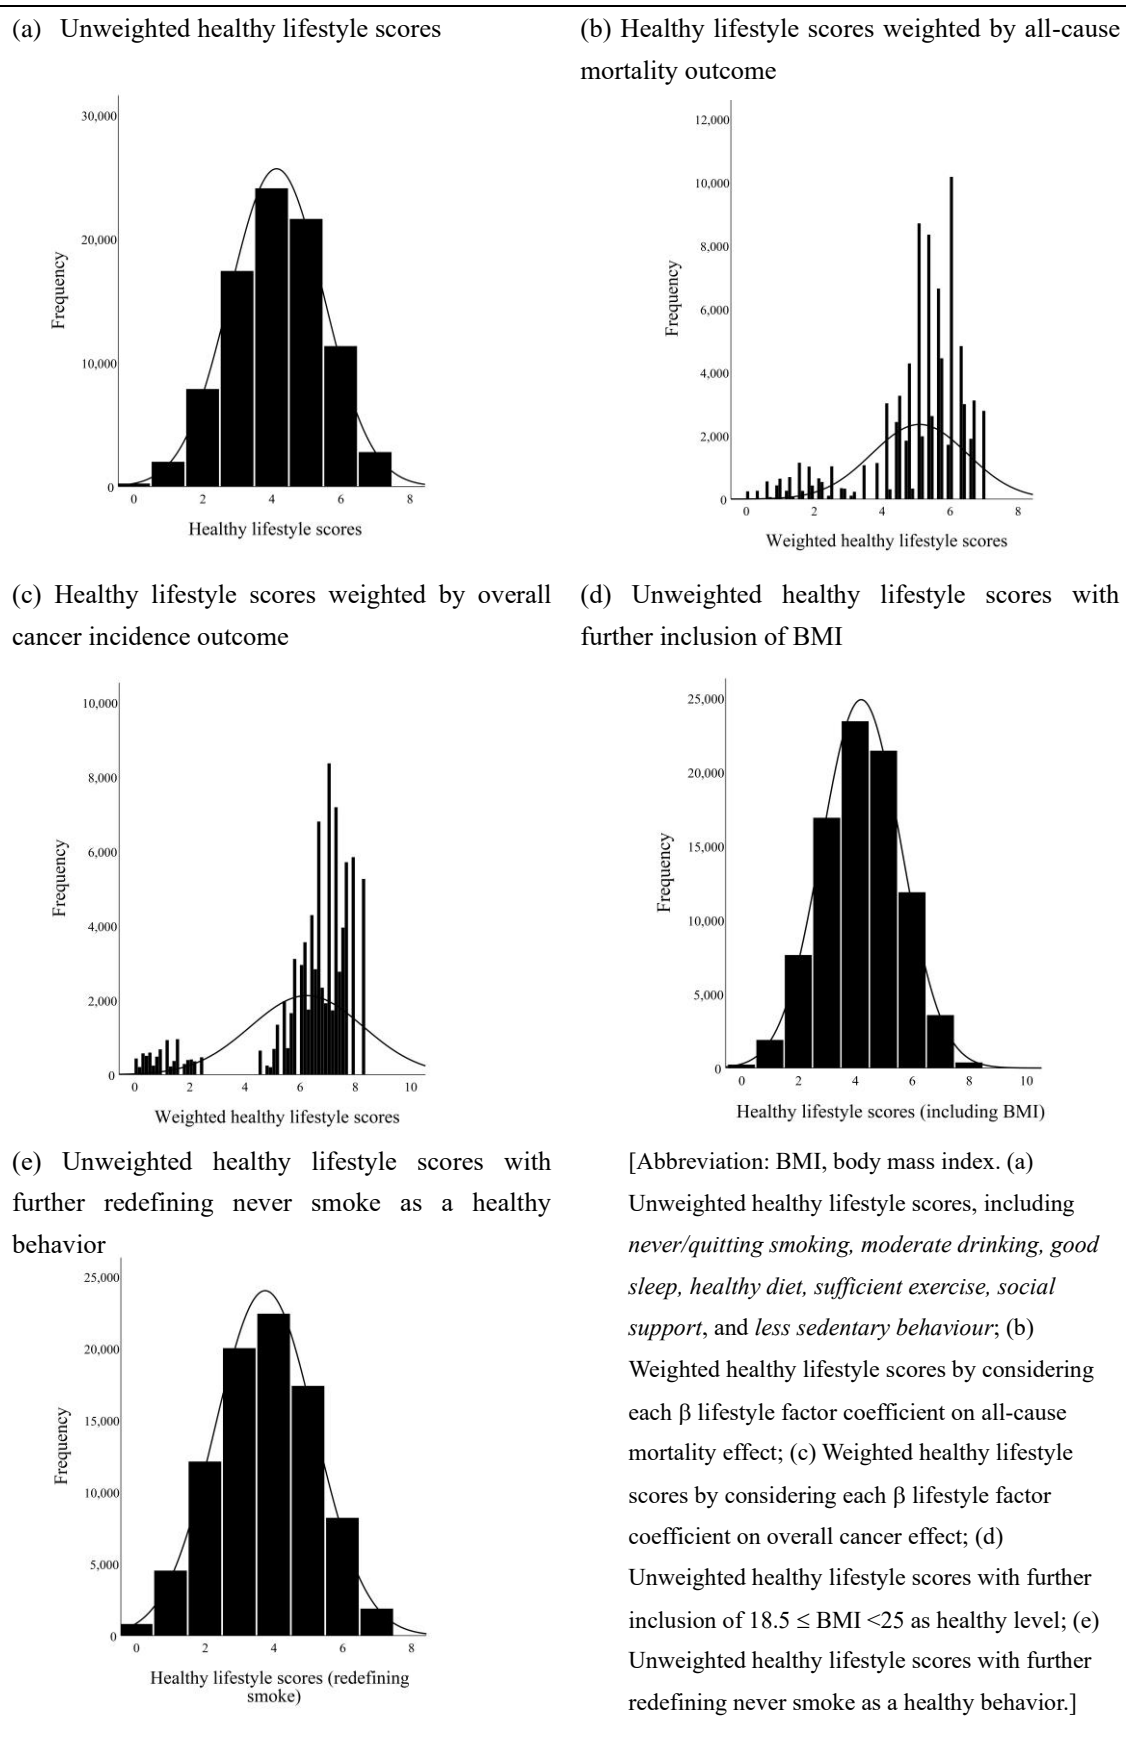 (a) Unweighted healthy lifestyle scores
30,000
20,000
10,000
0
Frequency
0 2 4 6 8
Healthy lifestyle scores
(b) Healthy lifestyle scores weighted by all-cause
mortality outcome
12,000
10,000
8,000
6,000
4,000
2,000
0
Frequency
0 2 4 6 8
Weighted healthy lifestyle scores
(c) Healthy lifestyle scores weighted by overall
cancer incidence outcome
10,000
8,000
6,000
4,000
2,000
0
Frequency
0 2 4 6 8 10
Weighted healthy lifestyle scores
(d) Unweighted healthy lifestyle scores with
further inclusion of BMI
25,000
20,000
15,000
10,000
5,000
0
Frequency
0 2 4 6 8 10
Healthy lifestyle scores (including BMI)
(e) Unweighted healthy lifestyle scores with
further redefining never smoke as a healthy
behavior
25,000
20,000
15,000
10,000
5,000
0
Frequency
0 2 4 6 8
Healthy lifestyle scores (redefining
smoke)
[Abbreviation: BMI, body mass index. (a)
Unweighted healthy lifestyle scores, including
never/quitting smoking, moderate drinking, good
sleep, healthy diet, sufficient exercise, social
support, and less sedentary behaviour; (b)
Weighted healthy lifestyle scores by considering
each β lifestyle factor coefficient on all-cause
mortality effect; (c) Weighted healthy lifestyle
scores by considering each β lifestyle factor
coefficient on overall cancer effect; (d)
Unweighted healthy lifestyle scores with further
inclusion of 18.5 ≤ BMI <25 as healthy level; (e)
Unweighted healthy lifestyle scores with further
redefining never smoke as a healthy behavior.]